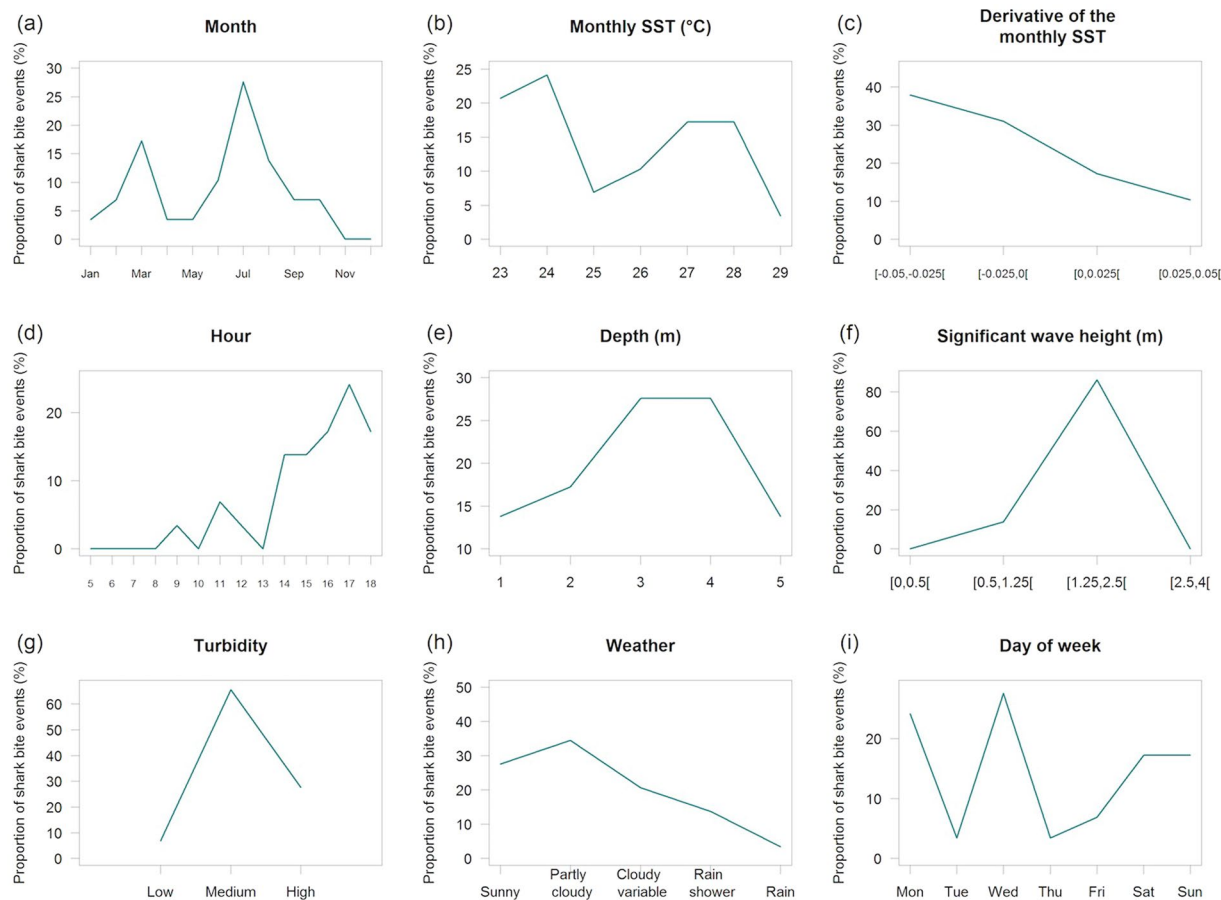 (a)
Month
Proportion of shark bite events (%)
30
25
20
15
10
5
0
Jan Mar May Jul Sep Nov
(b)
Monthly SST (°C)
Proportion of shark bite events (%)
25
20
15
10
5
0
23 24 25 26 27 28 29
(c)
Derivative of the
monthly SST
Proportion of shark bite events (%)
40
30
20
10
0
[-0.05,-0.025[ [-0.025,0[ [0,0.025[ [0.025,0.05[
(d)
Hour
Proportion of shark bite events (%)
20
10
0
5 6 7 8 9 10 11 12 13 14 15 16 17 18
(e)
Depth (m)
Proportion of shark bite events (%)
30
25
20
15
10
1 2 3 4 5
(f)
Significant wave height (m)
Proportion of shark bite events (%)
80
60
40
20
0
[0,0.5[ [0.5,1.25[ [1.25,2.5[ [2.5,4[
(g)
Turbidity
Proportion of shark bite events (%)
60
50
40
30
20
10
0
Low Medium High
(h)
Weather
Proportion of shark bite events (%)
50
40
30
20
10
0
Sunny
Partly
cloudy
Cloudy
variable
Rain
shower
Rain
(i)
Day of week
Proportion of shark bite events (%)
20
10
0
Mon Tue Wed Thu Fri Sat Sun